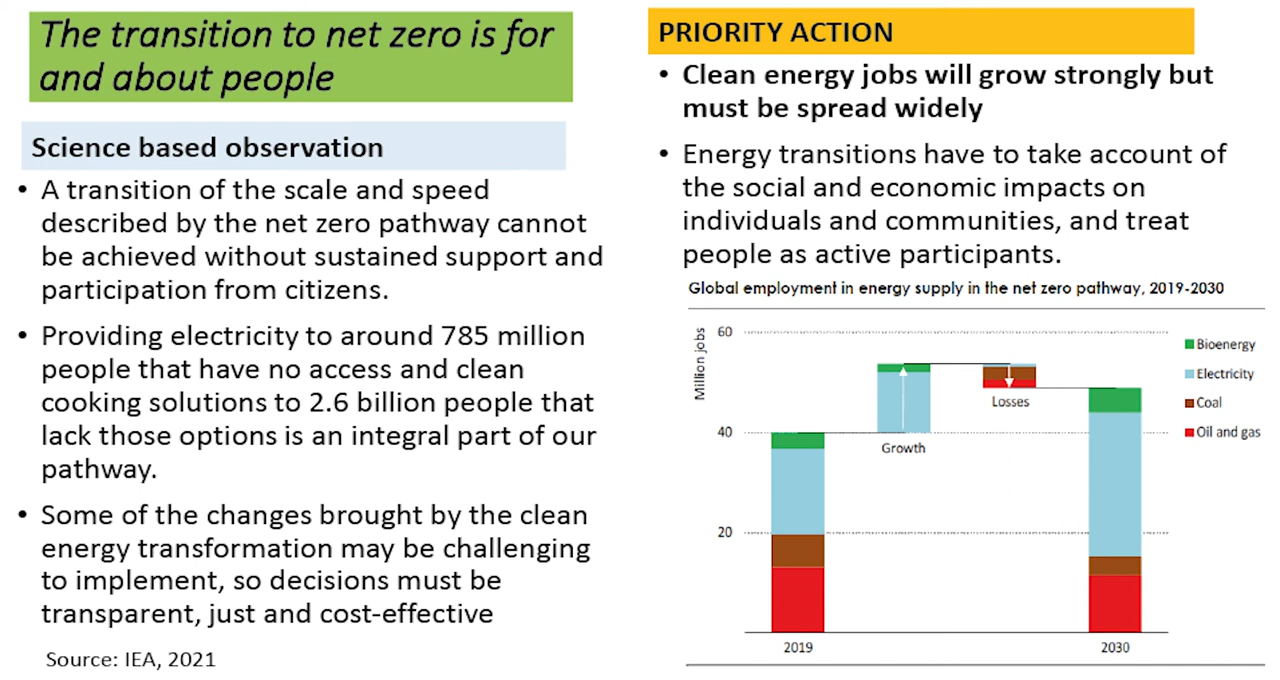 The transition to net zero is for
and about people
Science based observation
• A transition of the scale and speed
described by the net zero pathway cannot
be achieved without sustained support and
participation from citizens.
• Providing electricity to around 785 million
people that have no access and clean
cooking solutions to 2.6 billion people that
lack those options is an integral part of our
pathway.
• Some of the changes brought by the clean
energy transformation may be challenging
to implement, so decisions must be
transparent, just and cost-effective
Source: IEA, 2021
PRIORITY ACTION
• Clean energy jobs will grow strongly but
must be spread widely
• Energy transitions have to take account of
the social and economic impacts on
individuals and communities, and treat
people as active participants.
Global employment in energy supply in the net zero pathway, 2019-2030
Million jobs
60
40
20
Growth
Losses
2019
2030
Bioenergy
Electricity
Coal
Oil and gas